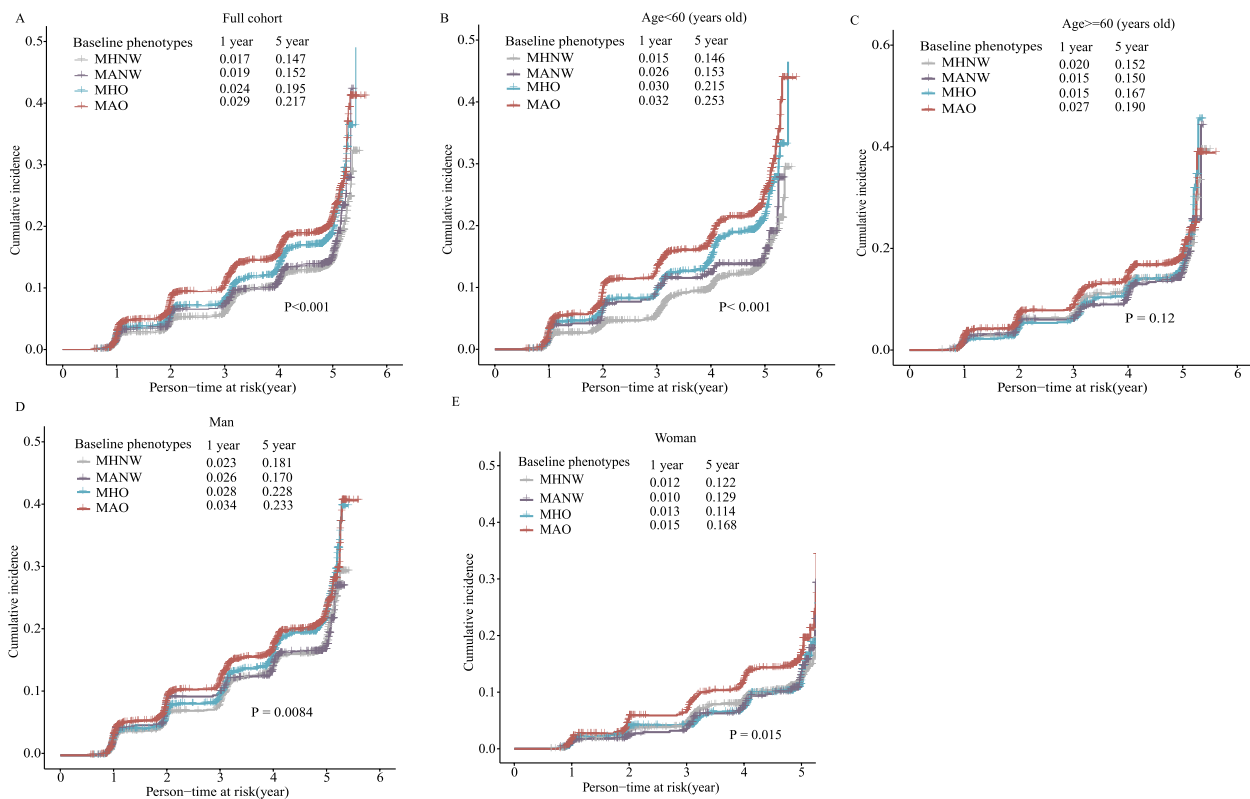 A
Full cohort
Baseline phenotypes 1 year 5 year
MHNW 0.017 0.147
MANW 0.019 0.152
MHO 0.024 0.195
MAO 0.029 0.217
0.5
0.4
0.3
0.2
0.1
0.0
Cumulative incidence
P<0.001
0 1 2 3 4 5 6
Person−time at risk(year)
B
Age<60 (years old)
Baseline phenotypes 1 year 5 year
MHNW 0.015 0.146
MANW 0.026 0.153
MHO 0.030 0.215
MAO 0.032 0.253
0.5
0.4
0.3
0.2
0.1
0.0
Cumulative incidence
P< 0.001
0 1 2 3 4 5 6
Person−time at risk(year)
C
Age>=60 (years old)
Baseline phenotypes 1 year 5 year
MHNW 0.020 0.152
MANW 0.015 0.150
MHO 0.015 0.167
MAO 0.027 0.190
0.6
0.4
0.2
0.0
Cumulative incidence
P = 0.12
0 1 2 3 4 5 6
Person−time at risk(year)
D
Man
Baseline phenotypes 1 year 5 year
MHNW 0.023 0.181
MANW 0.026 0.170
MHO 0.028 0.228
MAO 0.034 0.233
0.5
0.4
0.3
0.2
0.1
0.0
Cumulative incidence
P = 0.0084
0 1 2 3 4 5 6
Person−time at risk(year)
E
Woman
Baseline phenotypes 1 year 5 year
MHNW 0.012 0.122
MANW 0.010 0.129
MHO 0.013 0.114
MAO 0.015 0.168
0.5
0.4
0.3
0.2
0.1
0.0
Cumulative incidence
P = 0.015
0 1 2 3 4 5
Person−time at risk(year)